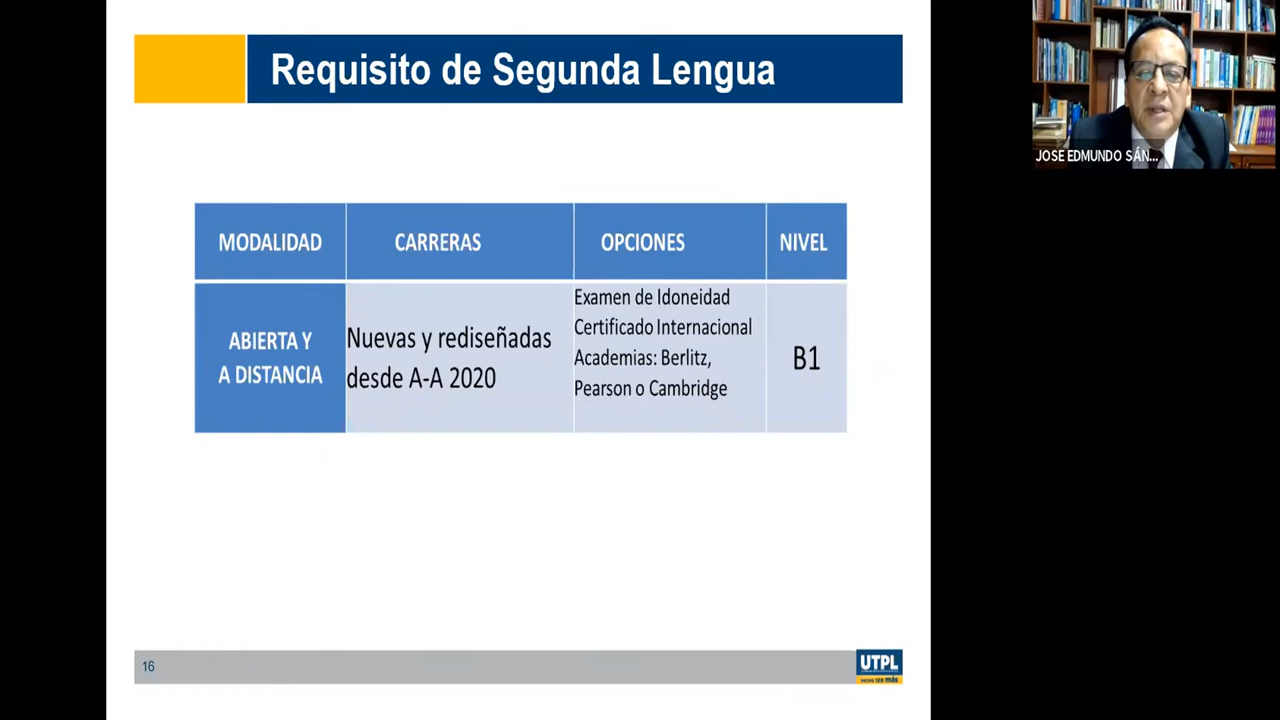 Requisito de Segunda Lengua
JOSE EDMUNDO SÁN...
MODALIDAD
CARRERAS
OPCIONES
NIVEL
ABIERTA Y
A DISTANCIA
Nuevas y rediseñadas
desde A-A 2020
Examen de Idoneidad
Certificado Internacional
Academias: Berlitz,
Pearson o Cambridge
B1
16
UTPL